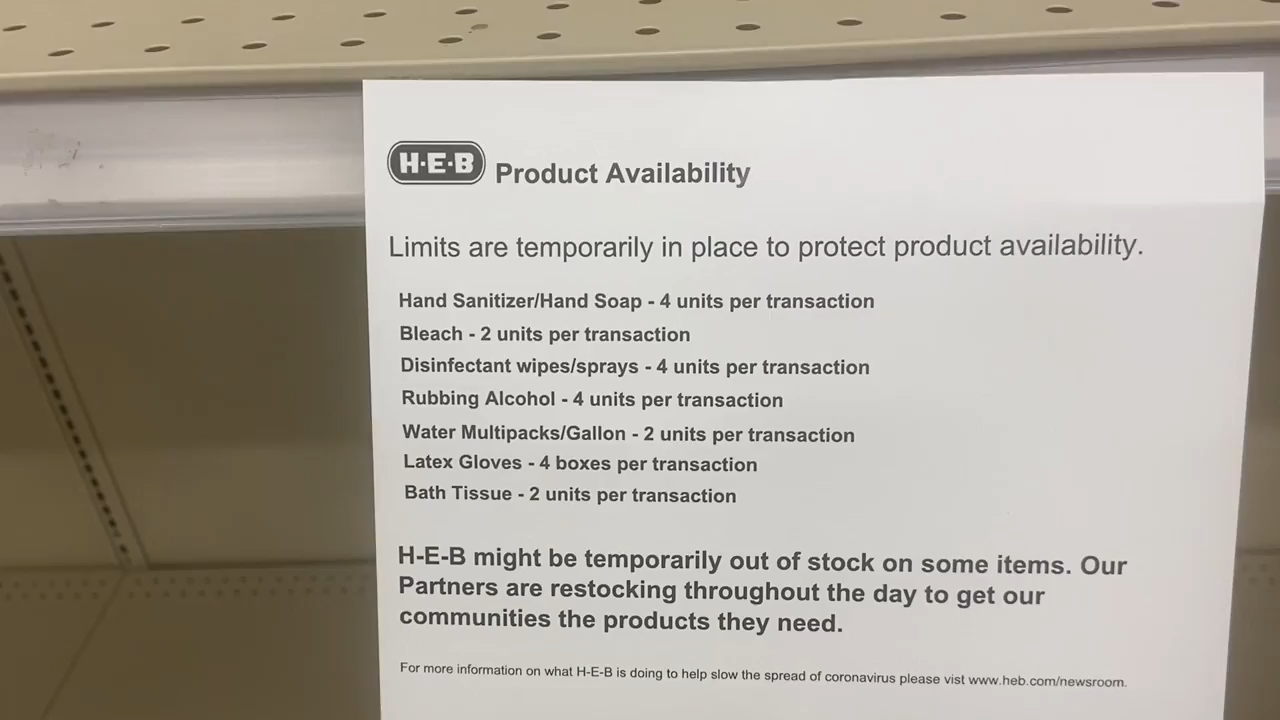 H-E-B Product Availability
Limits are temporarily in place to protect product availability.
Hand Sanitizer/Hand Soap - 4 units per transaction
Bleach - 2 units per transaction
Disinfectant wipes/sprays - 4 units per transaction
Rubbing Alcohol - 4 units per transaction
Water Multipacks/Gallon - 2 units per transaction
Latex Gloves - 4 boxes per transaction
Bath Tissue - 2 units per transaction
H-E-B might be temporarily out of stock on some items. Our
Partners are restocking throughout the day to get our
communities the products they need.
For more information on what H-E-B is doing to help slow the spread of coronavirus please vist www.heb.com/newsroom.